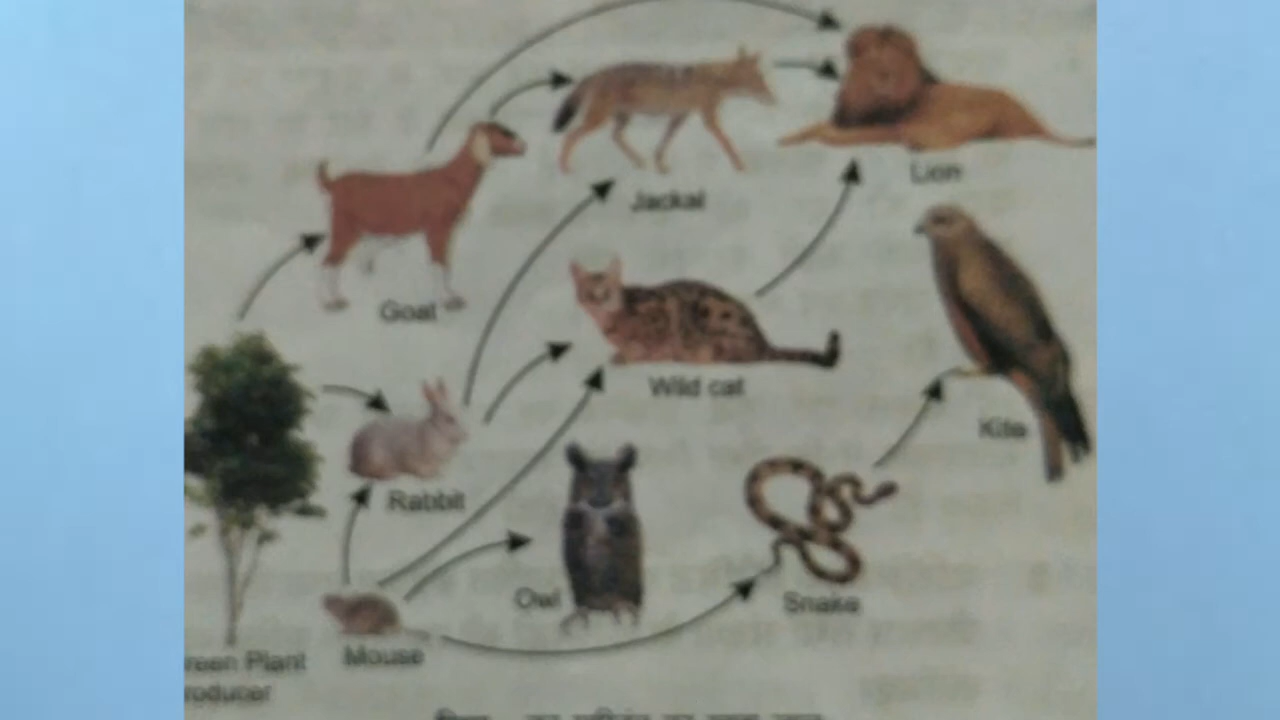 Lion
Jackal
Goat
Wild cat
Kite
Rabbit
Owl
Snake
reen Plant
Mouse
roducer